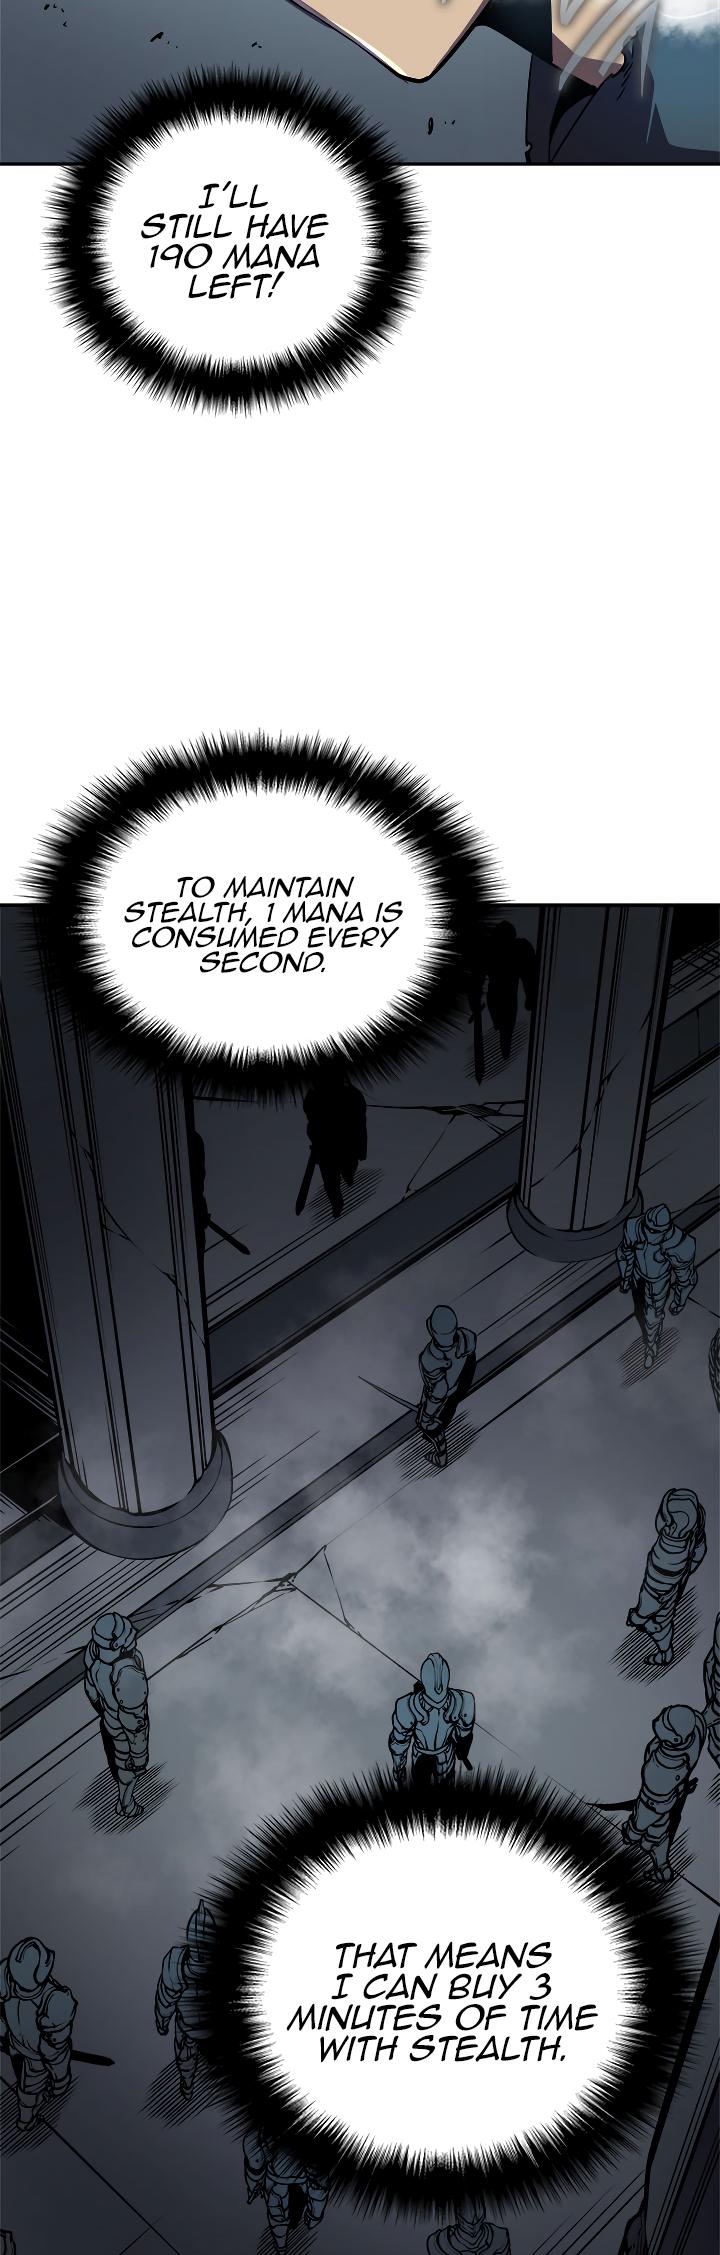 I'LL
STILL HAVE
190 MANA
LEFT!
TO MAINTAIN
STEALTH, 1 MANA IS
CONSUMED EVERY
SECOND.
THAT MEANS
I CAN BUY 3
MINUTES OF TIME
WITH STEALTH.